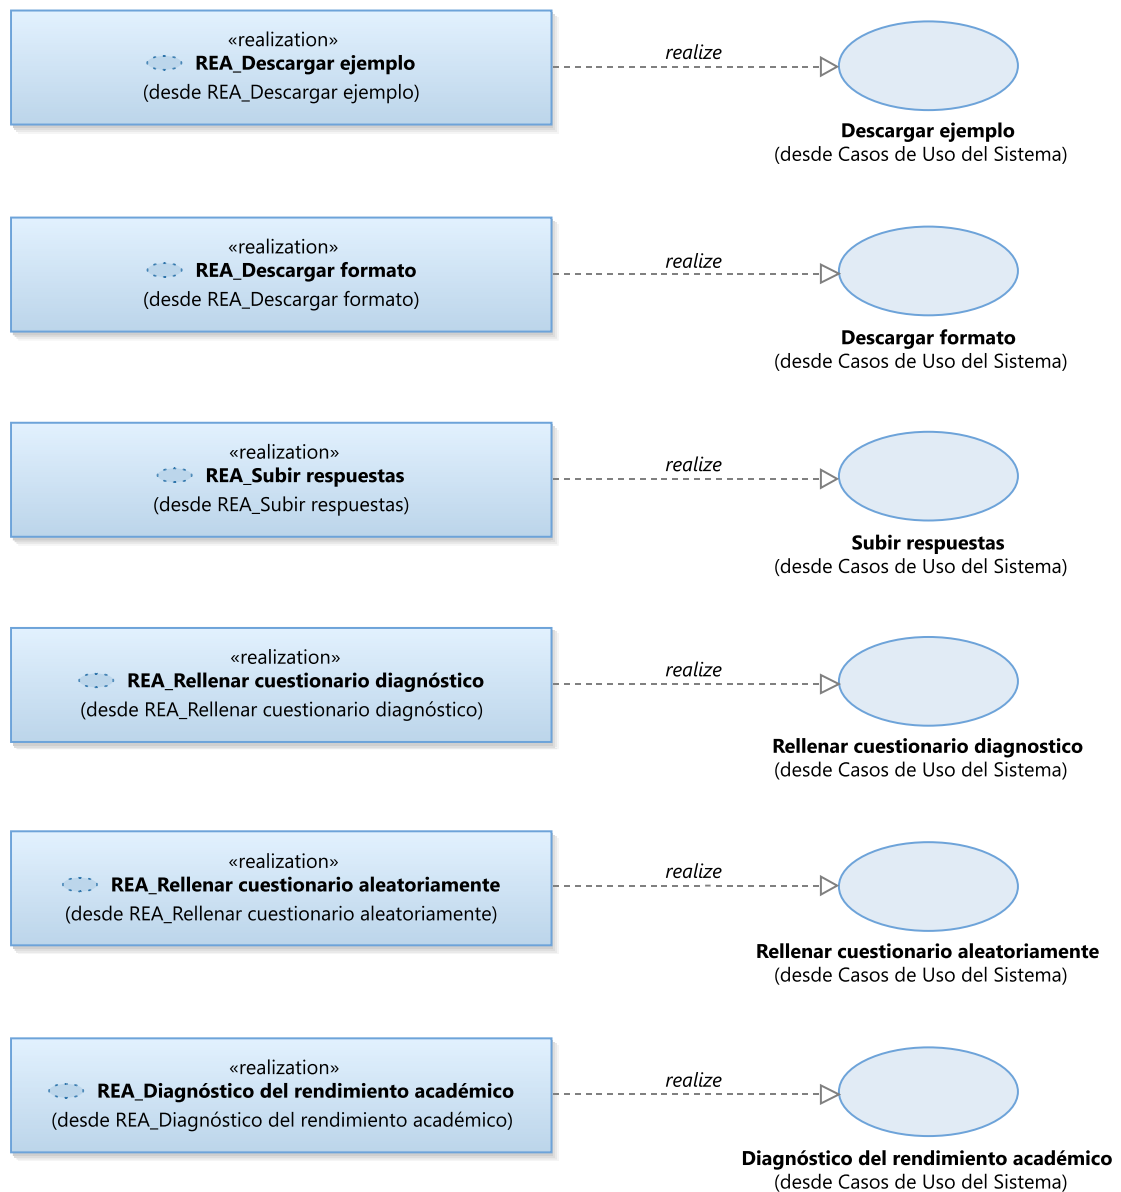 «realization»
REA_Descargar ejemplo
(desde REA_Descargar ejemplo)
realize
Descargar ejemplo
(desde Casos de Uso del Sistema)
«realization»
REA_Descargar formato
(desde REA_Descargar formato)
realize
Descargar formato
(desde Casos de Uso del Sistema)
«realization»
REA_Subir respuestas
(desde REA_Subir respuestas)
realize
Subir respuestas
(desde Casos de Uso del Sistema)
«realization»
REA_Rellenar cuestionario diagnóstico
(desde REA_Rellenar cuestionario diagnóstico)
realize
Rellenar cuestionario diagnostico
(desde Casos de Uso del Sistema)
«realization»
REA_Rellenar cuestionario aleatoriamente
(desde REA_Rellenar cuestionario aleatoriamente)
realize
Rellenar cuestionario aleatoriamente
(desde Casos de Uso del Sistema)
«realization»
REA_Diagnóstico del rendimiento académico
(desde REA_Diagnóstico del rendimiento académico)
realize
Diagnóstico del rendimiento académico
(desde Casos de Uso del Sistema)